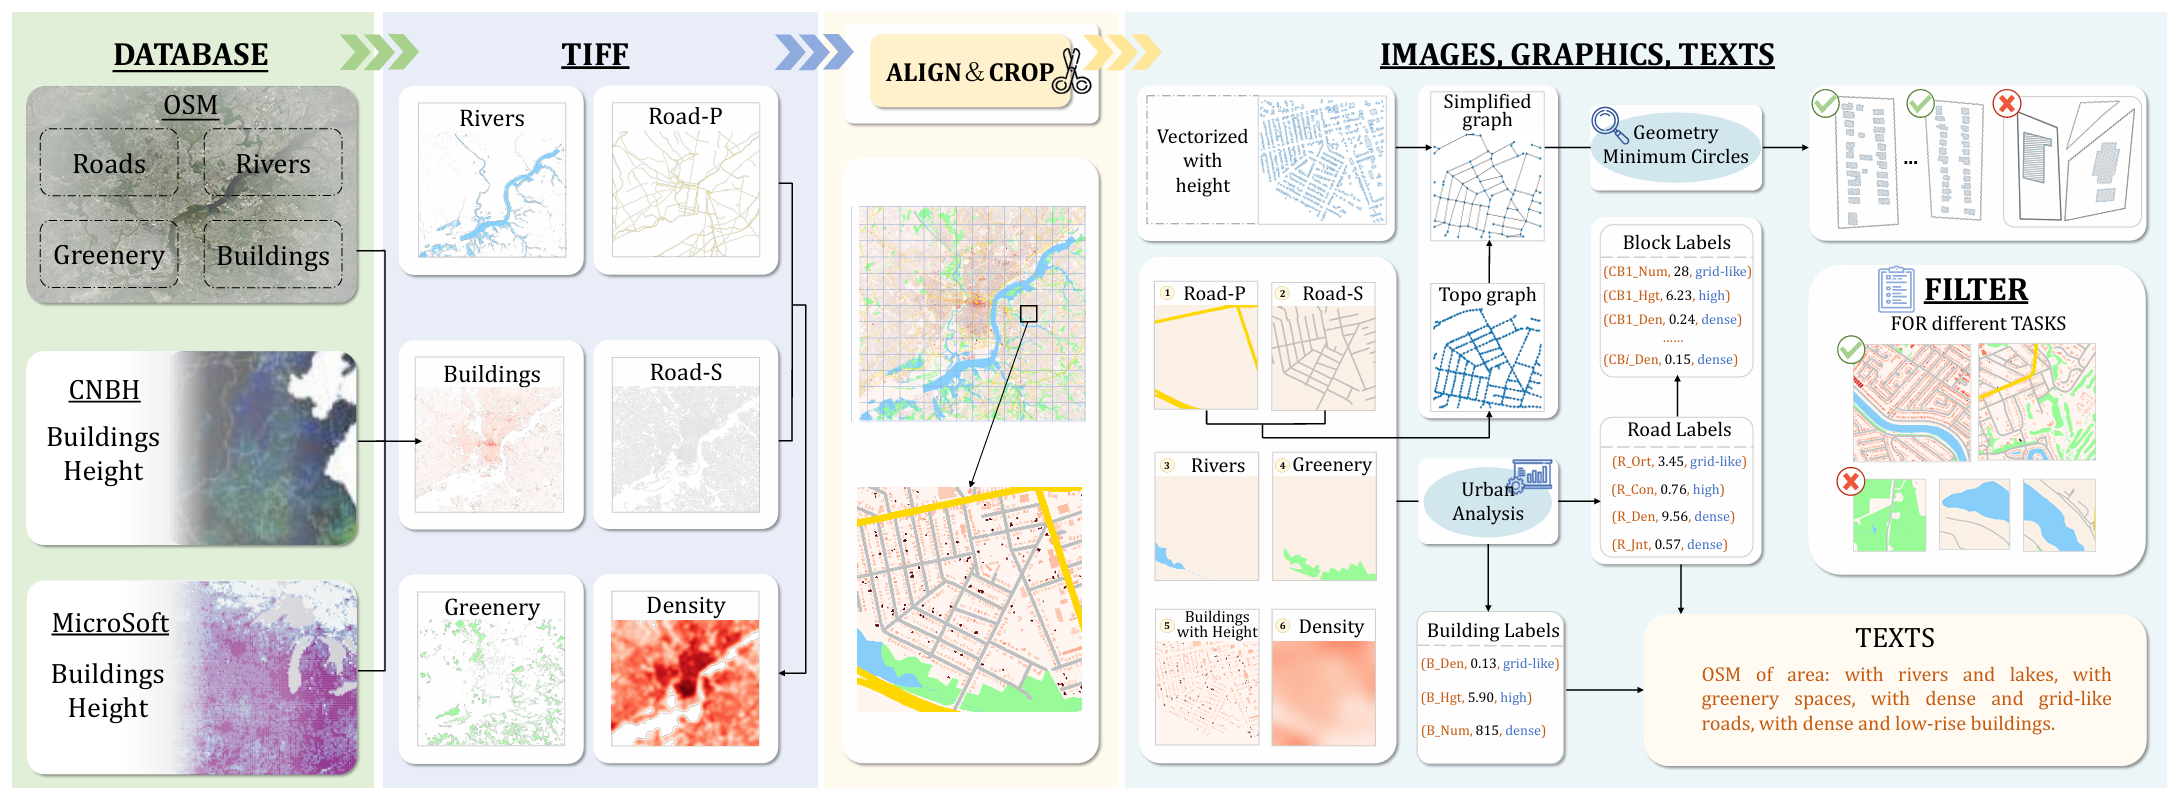 DATABASE
OSM
Roads
Rivers
Greenery
Buildings
CNBH
Buildings
Height
MicroSoft
Buildings
Height
TIFF
Rivers
Road-P
Buildings
Road-S
Greenery
Density
ALIGN & CROP
IMAGES, GRAPHICS, TEXTS
Vectorized
with
height
Simplified
graph
Geometry
Minimum Circles
...
1 Road-P
2 Road-S
Topo graph
3 Rivers
4 Greenery
5 Buildings
with Height
6 Density
Urban
Analysis
Block Labels
(CB1_Num, 28, grid-like)
(CB1_Hgt, 6.23, high)
(CB1_Den, 0.24, dense)
......
(CBi_Den, 0.15, dense)
Road Labels
(R_Ort, 3.45, grid-like)
(R_Con, 0.76, high)
(R_Den, 9.56, dense)
(R_Jnt, 0.57, dense)
Building Labels
(B_Den, 0.13, grid-like)
(B_Hgt, 5.90, high)
(B_Num, 815, dense)
FILTER
FOR different TASKS
TEXTS
OSM of area: with rivers and lakes, with
greenery spaces, with dense and grid-like
roads, with dense and low-rise buildings.